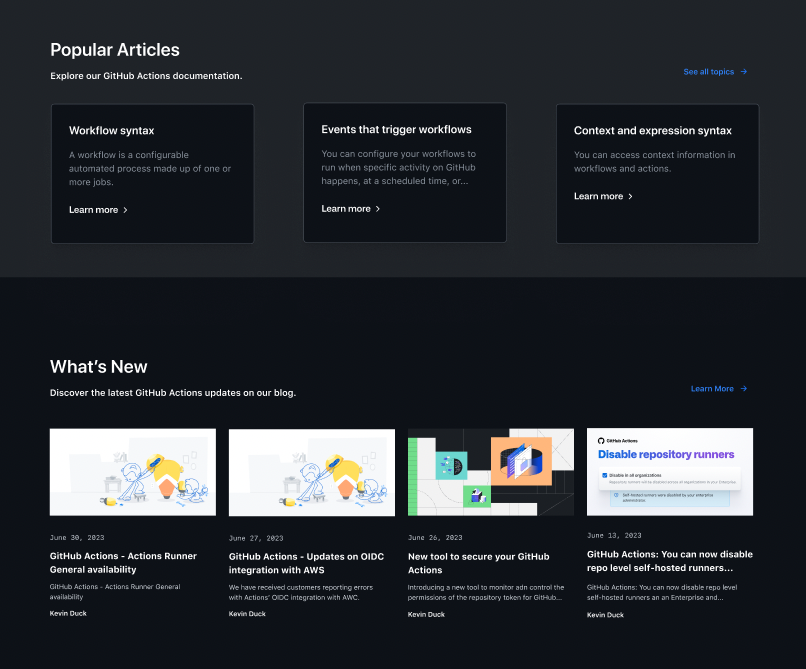 Popular Articles
Explore our GitHub Actions documentation.
See all topics →
Workflow syntax
A workflow is a configurable
automated process made up of one or
more jobs.
Learn more >
Events that trigger workflows
You can configure your workflows to
run when specific activity on GitHub
happens, at a scheduled time, or...
Learn more >
Context and expression syntax
You can access context information in
workflows and actions.
Learn more >
What's New
Discover the latest GitHub Actions updates on our blog.
Learn More →
June 30, 2023
GitHub Actions - Actions Runner
General availability
GitHub Actions - Actions Runner General
availability
Kevin Duck
June 27, 2023
GitHub Actions - Updates on OIDC
integration with AWS
We have received customers reporting errors
with Actions' OIDC integration with AWC.
Kevin Duck
June 26, 2023
New tool to secure your GitHub
Actions
Introducing a new tool to monitor adn control the
permissions of the repository token for GitHub...
Kevin Duck
GitHub Actions
Disable repository runners
Disable in all organizations
Self-hosted runners were disabled by your enterprise
administrator.
June 13, 2023
GitHub Actions: You can now disable
repo level self-hosted runners...
GitHub Actions: You can now disable repo level
self-hosted runners an an Enterprise and...
Kevin Duck